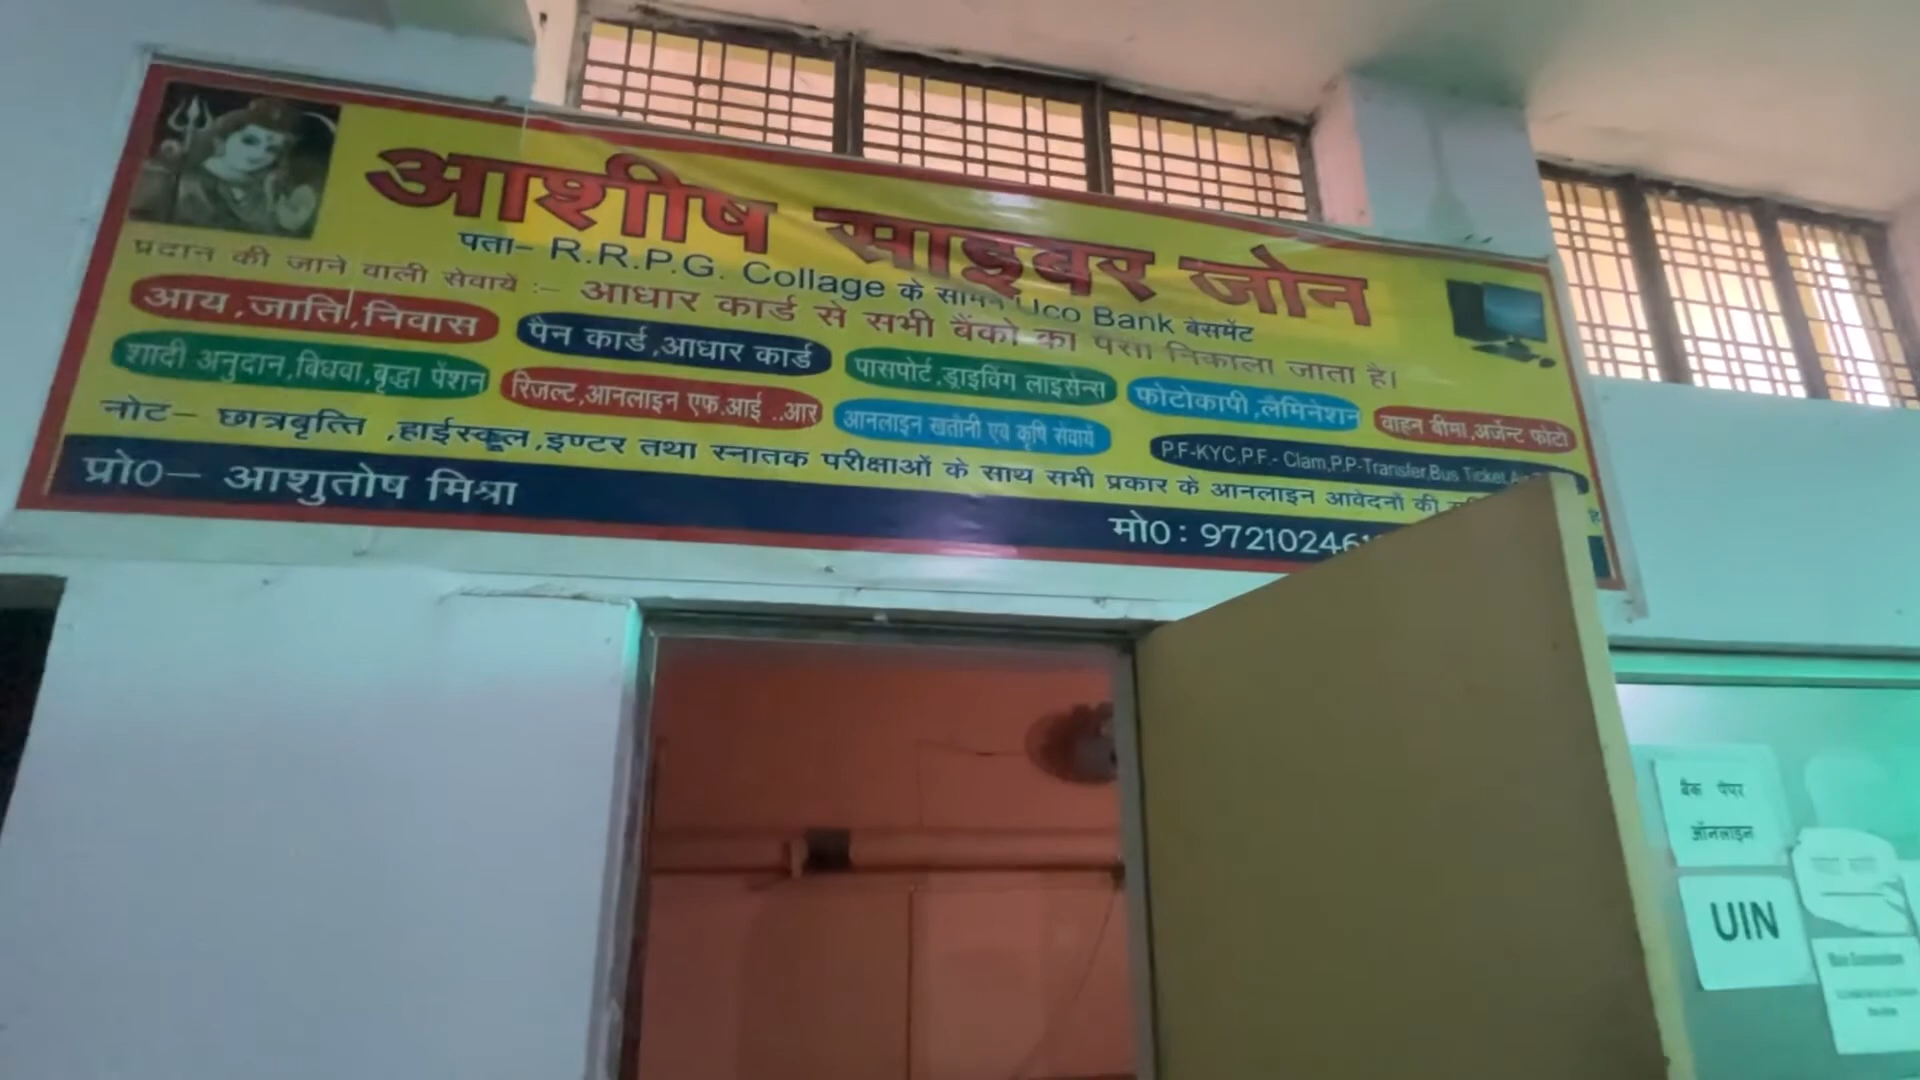 आशीष साइबर जोन
पता- R.R.P.G. Collage के सामने Uco Bank बेसमेंट
प्रदान की जाने वाली सेवायें :- आधार कार्ड से सभी बैंको का पैसा निकाला जाता है।
आय,जाति,निवास
पैन कार्ड,आधार कार्ड
पासपोर्ट,ड्राइविंग लाइसेन्स
फोटोकापी,लैमिनेशन
वाहन बीमा,अर्जेन्ट फोटो
शादी अनुदान,बिधवा,बृद्धा पेंशन
रिजल्ट,आनलाइन एफ.आई ..आर
आनलाइन खतौनी एवं कृषि सेवायें
P.F-KYC,P.F.- Clam,P.P-Transfer,Bus Ticket,
नोट- छात्रबृत्ति ,हाईस्कूल,इण्टर तथा स्नातक परीक्षाओं के साथ सभी प्रकार के आनलाइन आवेदनों की
प्रो0- आशुतोष मिश्रा
मो0: 97210246
बैक पेपर
ऑनलाइन
UIN